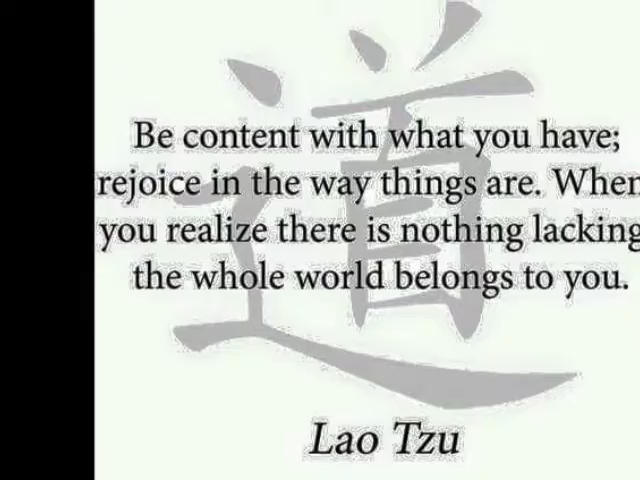 道
Be content with what you have;
rejoice in the way things are. When
you realize there is nothing lacking
the whole world belongs to you.
Lao Tzu